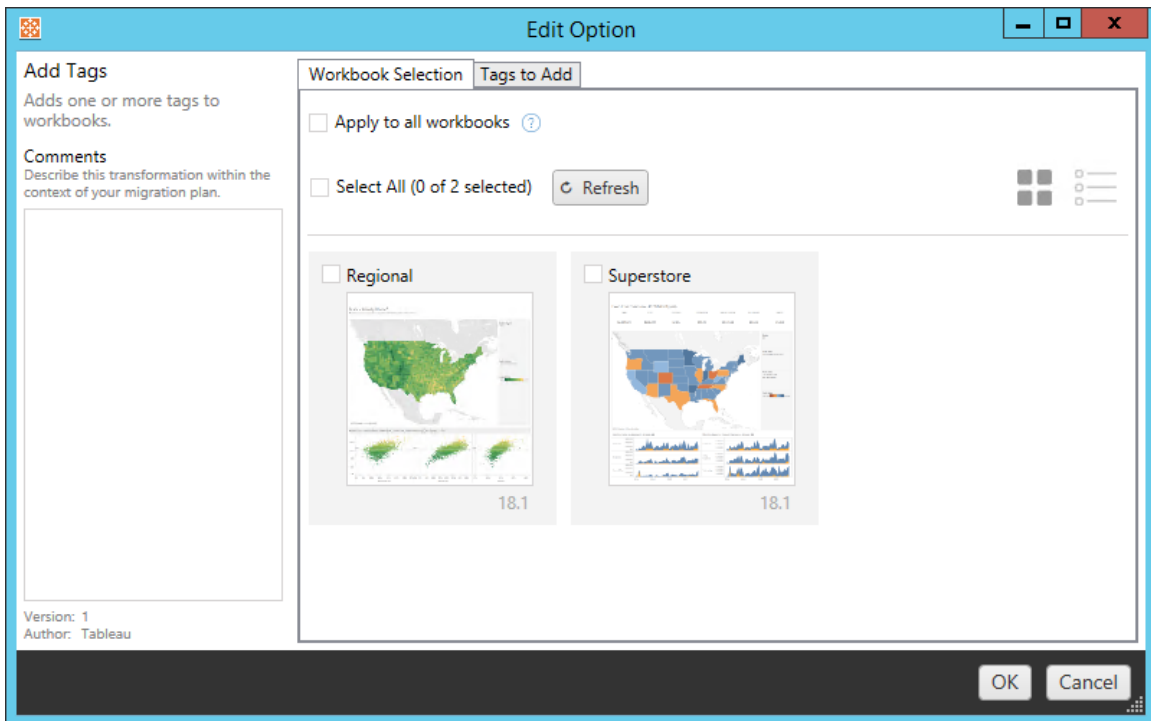 Edit Option
Add Tags
Adds one or more tags to
workbooks.
Comments
Describe this transformation within the
context of your migration plan.
Version: 1
Author: Tableau
Workbook Selection
Tags to Add
Apply to all workbooks ?
Select All (0 of 2 selected)
Refresh
Regional
18.1
Superstore
18.1
OK
Cancel